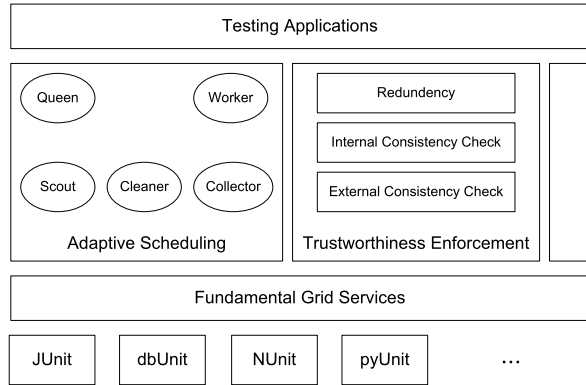 Testing Applications
Queen Worker
Scout Cleaner Collector
Adaptive Scheduling
Redundancy
Internal Consistency Check
External Consistency Check
Trustworthiness Enforcement
Fundamental Grid Services
JUnit dbUnit NUnit pyUnit ...